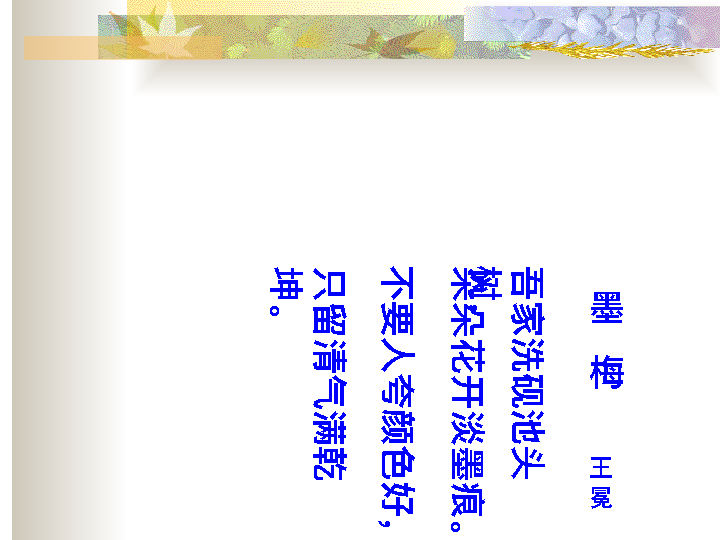 墨 梅
王
冕
吾家洗砚池头
树，
朵朵花开淡墨痕。
不要人夸颜色好，
只留清气满乾
坤。